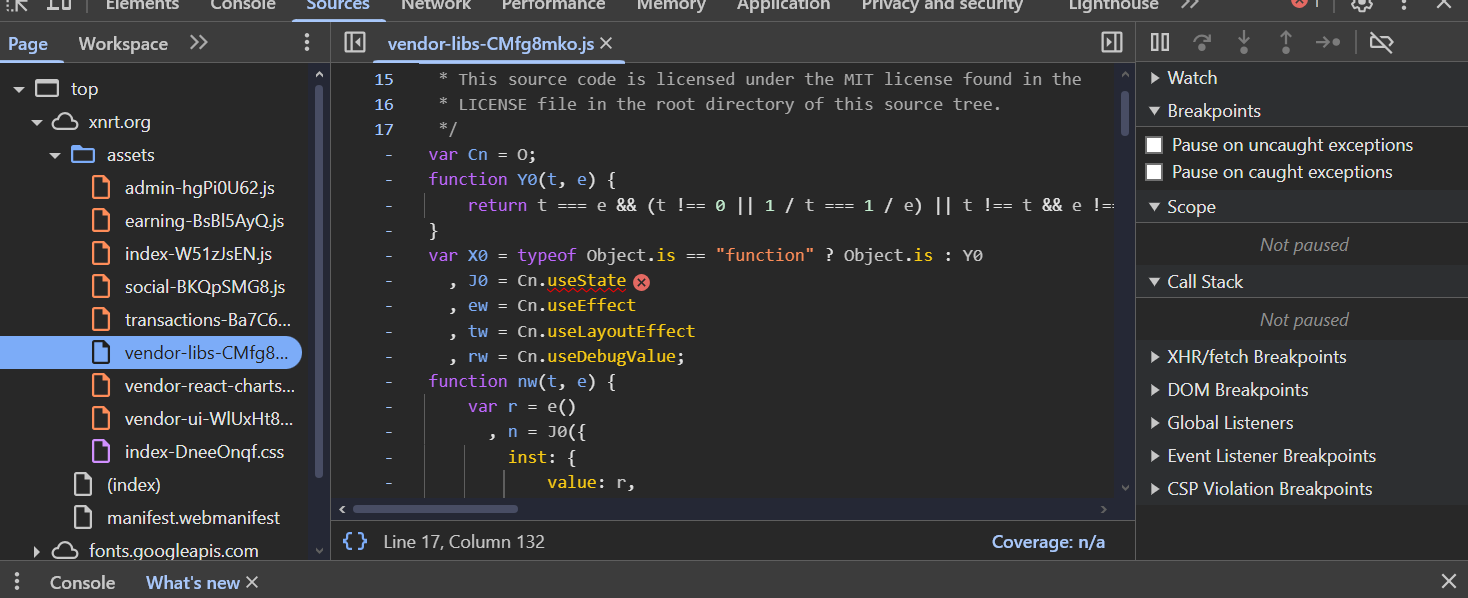 Elements Console Sources Network Performance Memory Application Privacy and security Lighthouse 1
Page Workspace
top
xnrt.org
assets
admin-hgPi0U62.js
earning-BsBl5AyQ.js
index-W51zJsEN.js
social-BKQpSMG8.js
transactions-Ba7C6...
vendor-libs-CMfg8...
vendor-react-charts...
vendor-ui-WlUxHt8...
index-DneeOnqf.css
(index)
manifest.webmanifest
fonts.googleapis.com
vendor-libs-CMfg8mko.js
15 * This source code is licensed under the MIT license found in the
16 * LICENSE file in the root directory of this source tree.
17 */
- var Cn = O;
- function Y0(t, e) {
- return t === e && (t !== 0 || 1 / t === 1 / e) || t !== t && e !==
- }
- var X0 = typeof Object.is == "function" ? Object.is : Y0
- , J0 = Cn.useState
- , ew = Cn.useEffect
- , tw = Cn.useLayoutEffect
- , rw = Cn.useDebugValue;
- function nw(t, e) {
- var r = e()
- , n = J0({
- inst: {
- value: r,
{} Line 17, Column 132 Coverage: n/a
Watch
Breakpoints
Pause on uncaught exceptions
Pause on caught exceptions
Scope
Not paused
Call Stack
Not paused
XHR/fetch Breakpoints
DOM Breakpoints
Global Listeners
Event Listener Breakpoints
CSP Violation Breakpoints
Console What's new